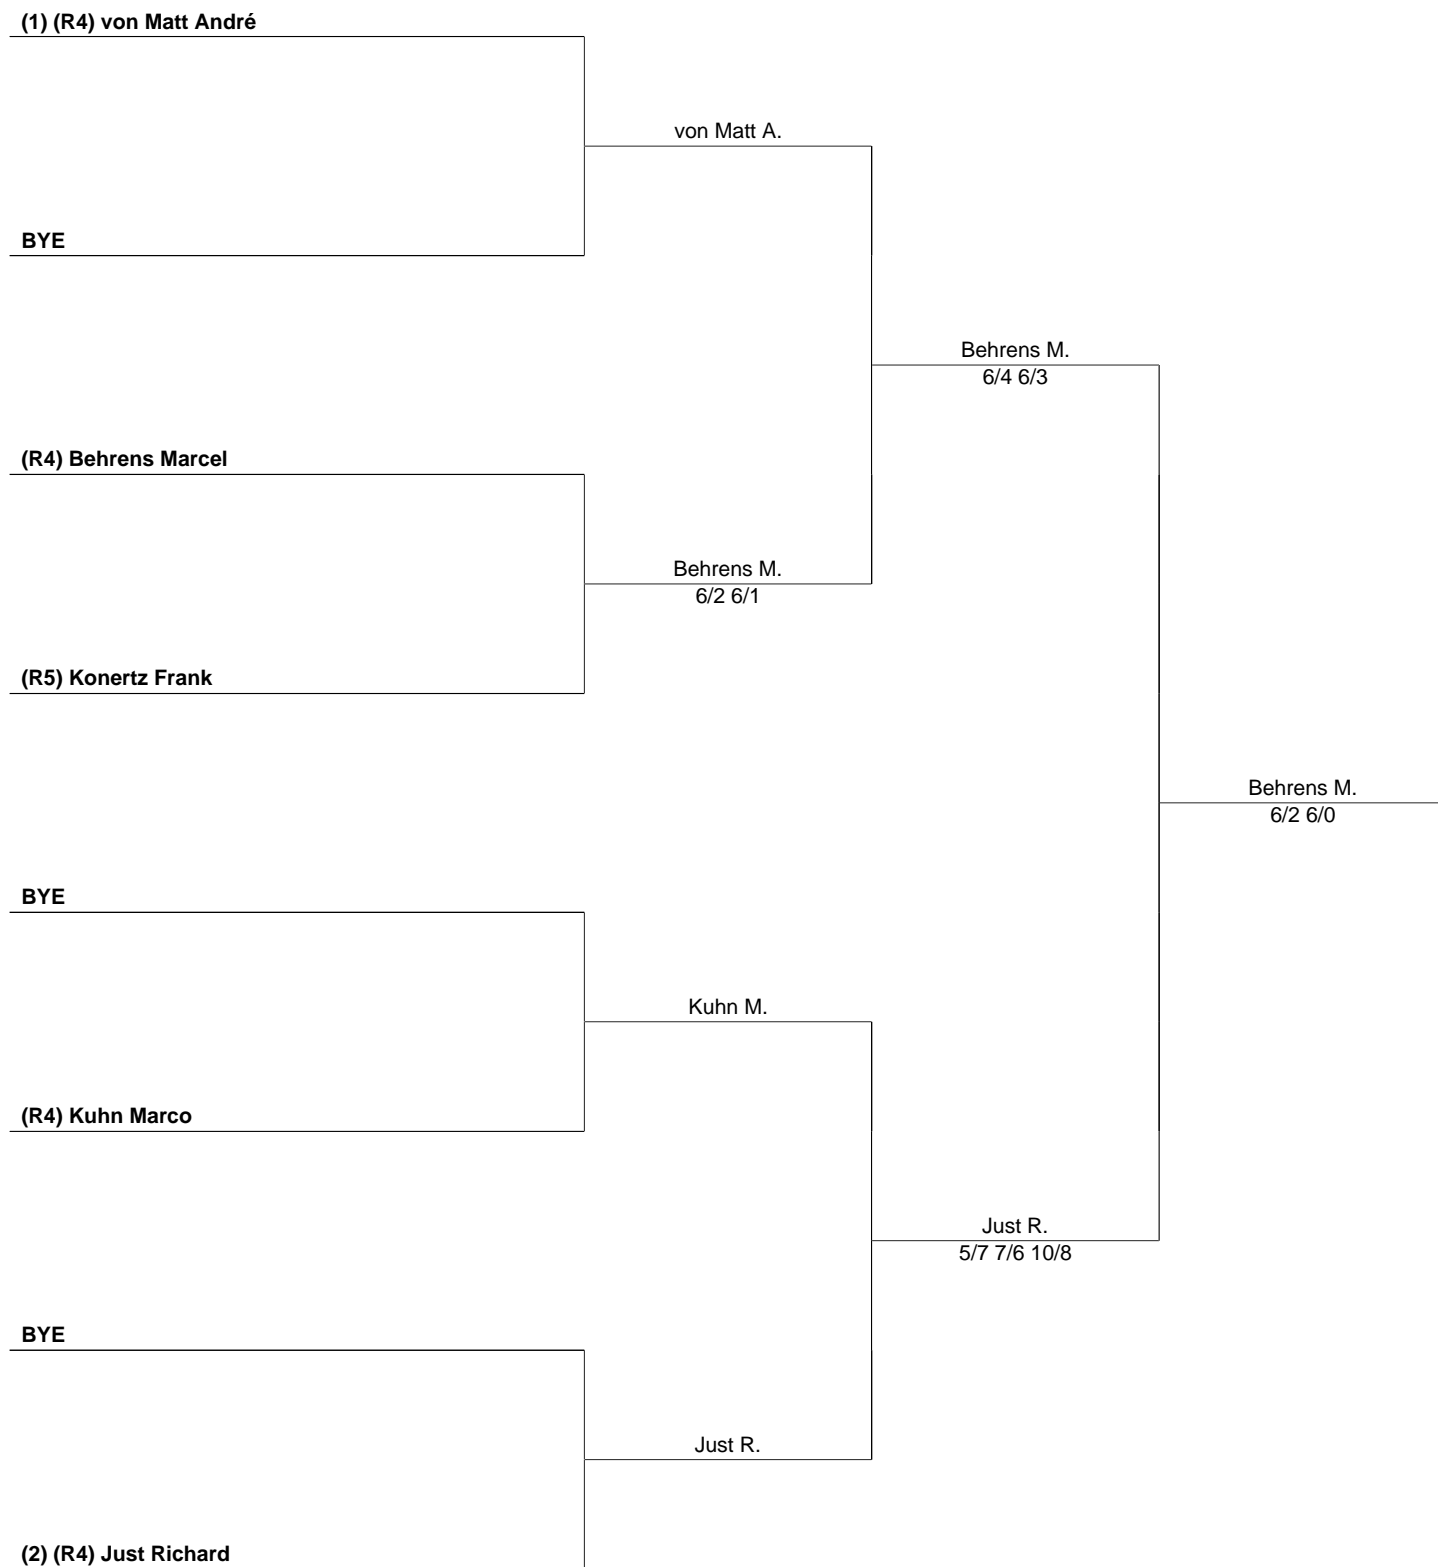 (1) (R4) von Matt André
von Matt A.
BYE
Behrens M.
6/4 6/3
(R4) Behrens Marcel
Behrens M.
6/2 6/1
(R5) Konertz Frank
Behrens M.
6/2 6/0
BYE
Kuhn M.
(R4) Kuhn Marco
Just R.
5/7 7/6 10/8
BYE
Just R.
(2) (R4) Just Richard